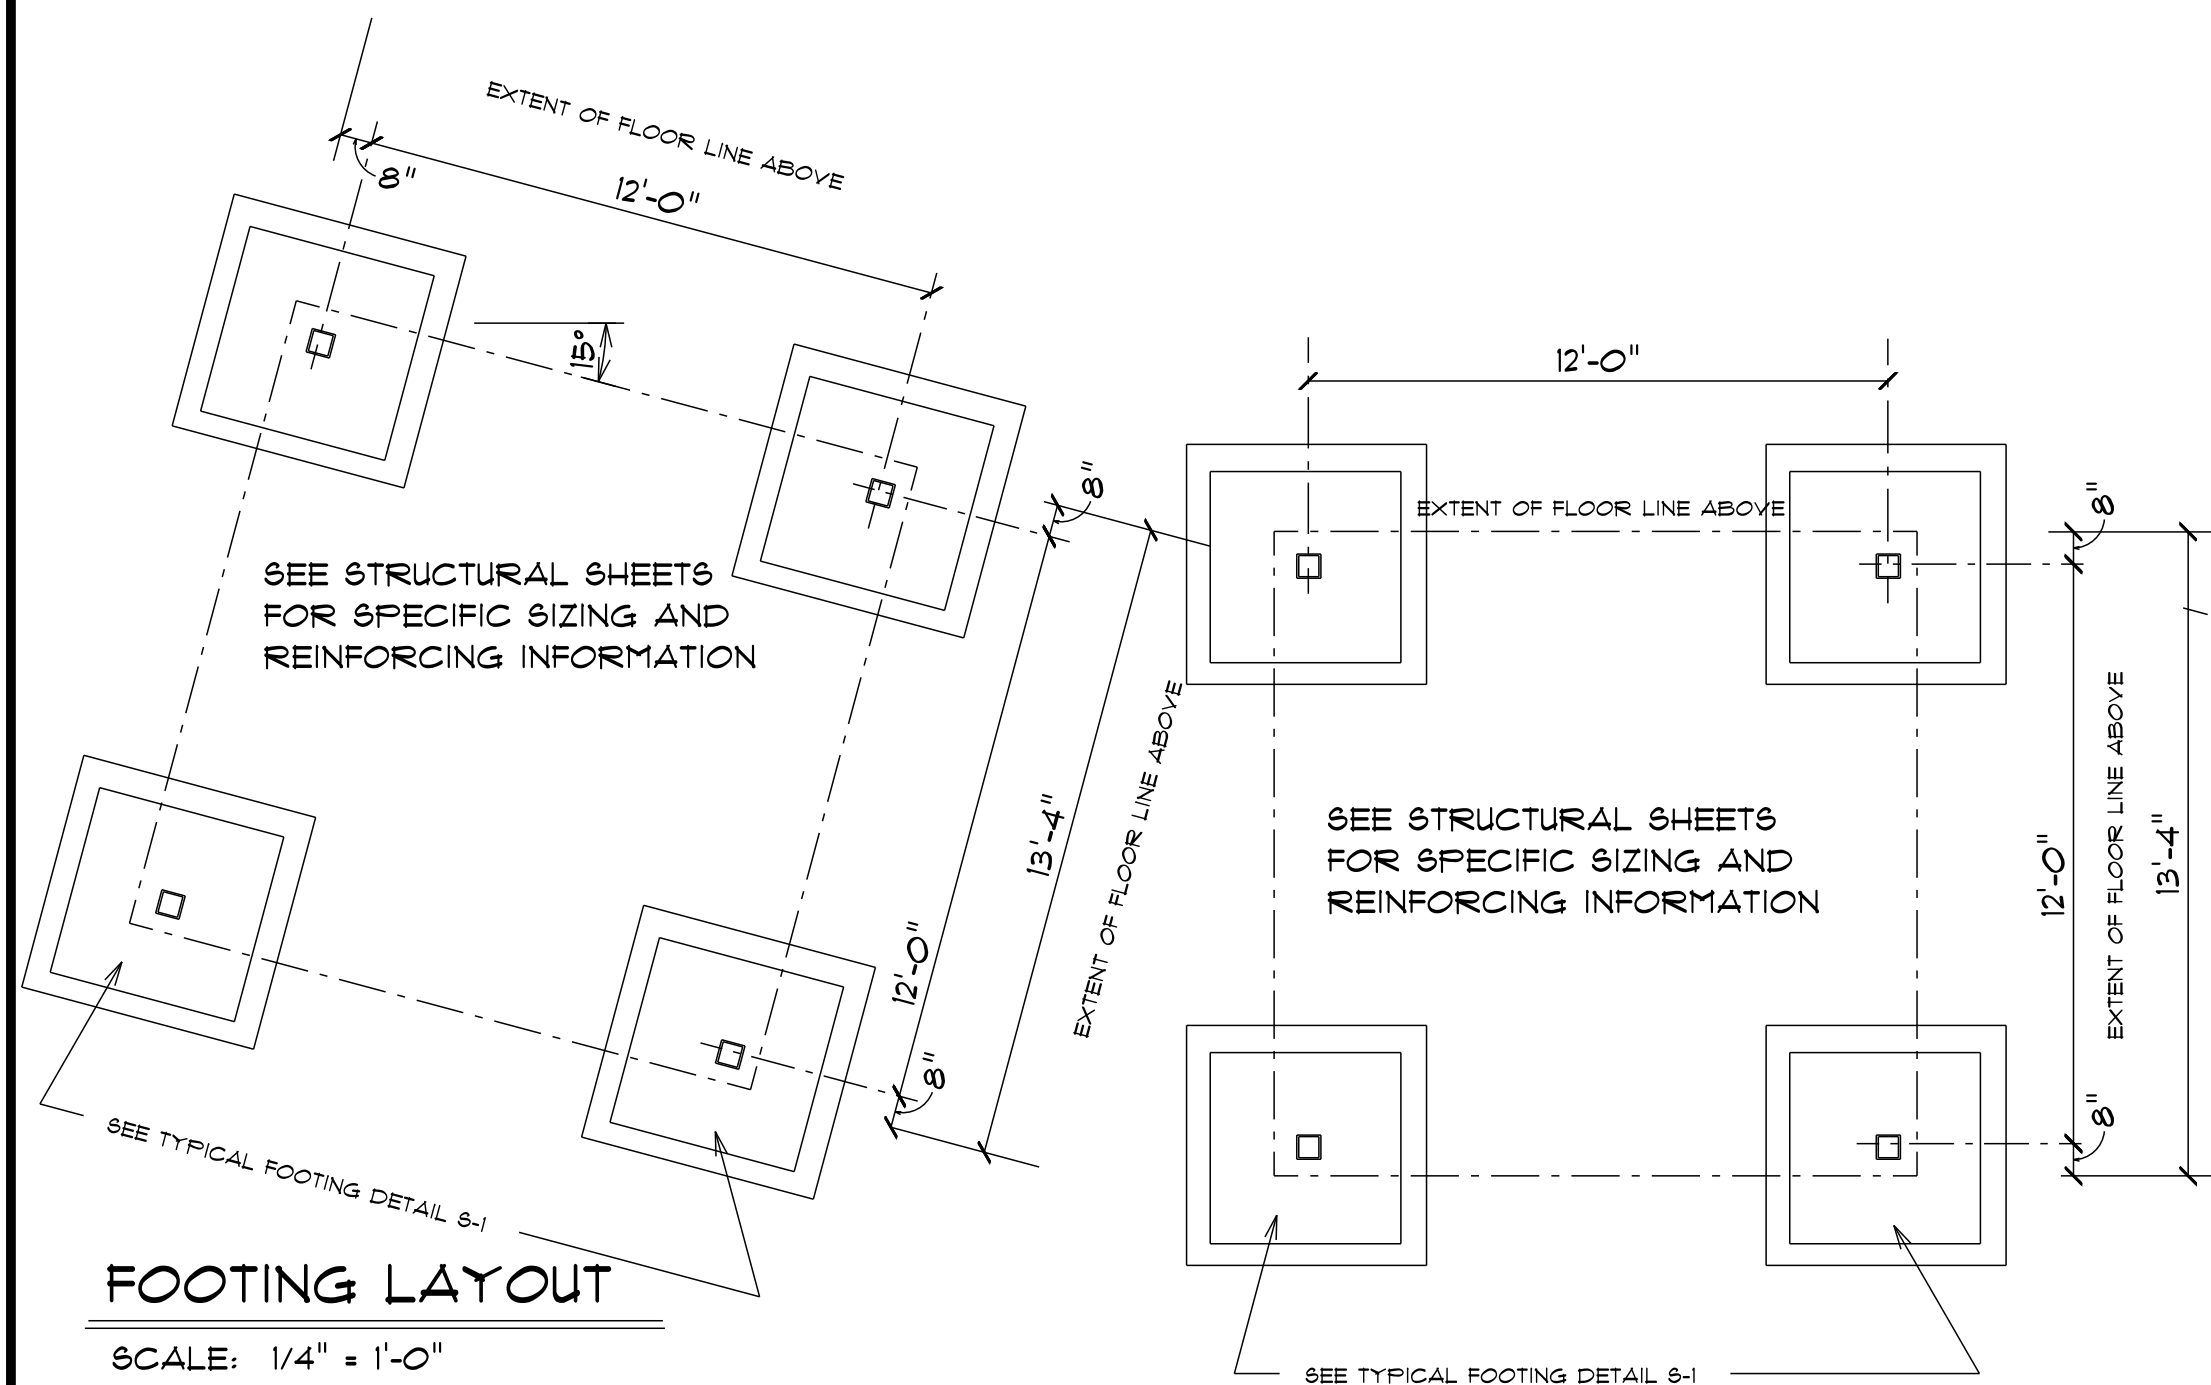 EXTENT OF FLOOR LINE ABOVE
8"
12'-0"
15°
8"
SEE STRUCTURAL SHEETS
FOR SPECIFIC SIZING AND
REINFORCING INFORMATION
13'-4"
EXTENT OF FLOOR LINE ABOVE
12'-0"
8"
SEE TYPICAL FOOTING DETAIL S-1
12'-0"
EXTENT OF FLOOR LINE ABOVE
8"
SEE STRUCTURAL SHEETS
FOR SPECIFIC SIZING AND
REINFORCING INFORMATION
12'-0"
EXTENT OF FLOOR LINE ABOVE
13'-4"
8"
SEE TYPICAL FOOTING DETAIL S-1
FOOTING LAYOUT
SCALE: 1/4" = 1'-0"